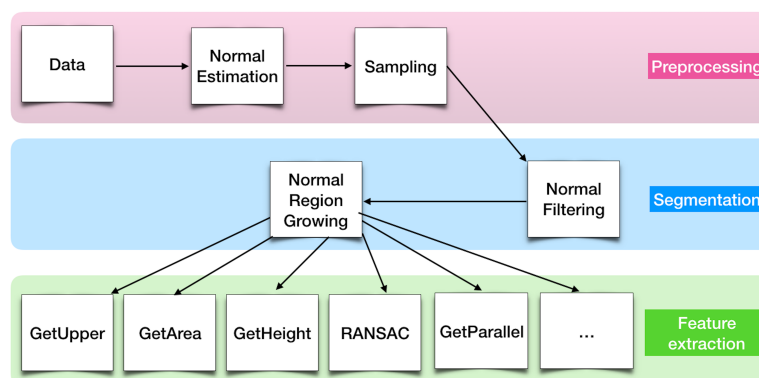 Data
Normal
Estimation
Sampling
Preprocessing
Normal
Region
Growing
Normal
Filtering
Segmentation
GetUpper
GetArea
GetHeight
RANSAC
GetParallel
...
Feature
extraction